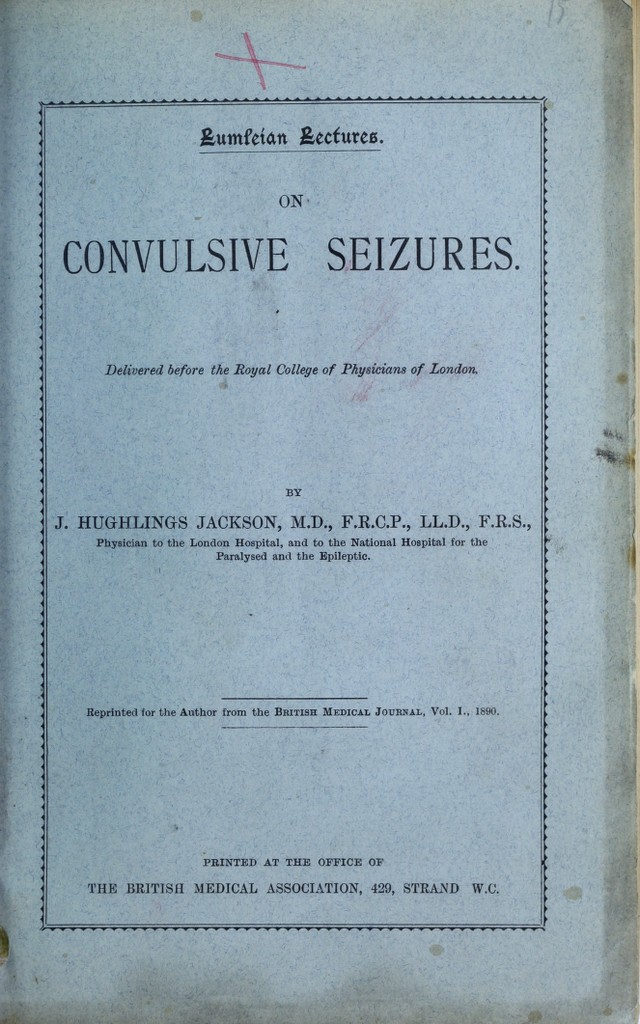 15
Lumleian Lectures.
ON
CONVULSIVE SEIZURES.
Delivered before the Royal College of Physicians of London.
BY
J. HUGHLINGS JACKSON, M.D., F.R.C.P., LL.D., F.R.S.,
Physician to the London Hospital, and to the National Hospital for the
Paralysed and the Epileptic.
Reprinted for the Author from the BRITISH MEDICAL JOURNAL, Vol. I., 1890.
PRINTED AT THE OFFICE OF
THE BRITISH MEDICAL ASSOCIATION, 429, STRAND W.C.